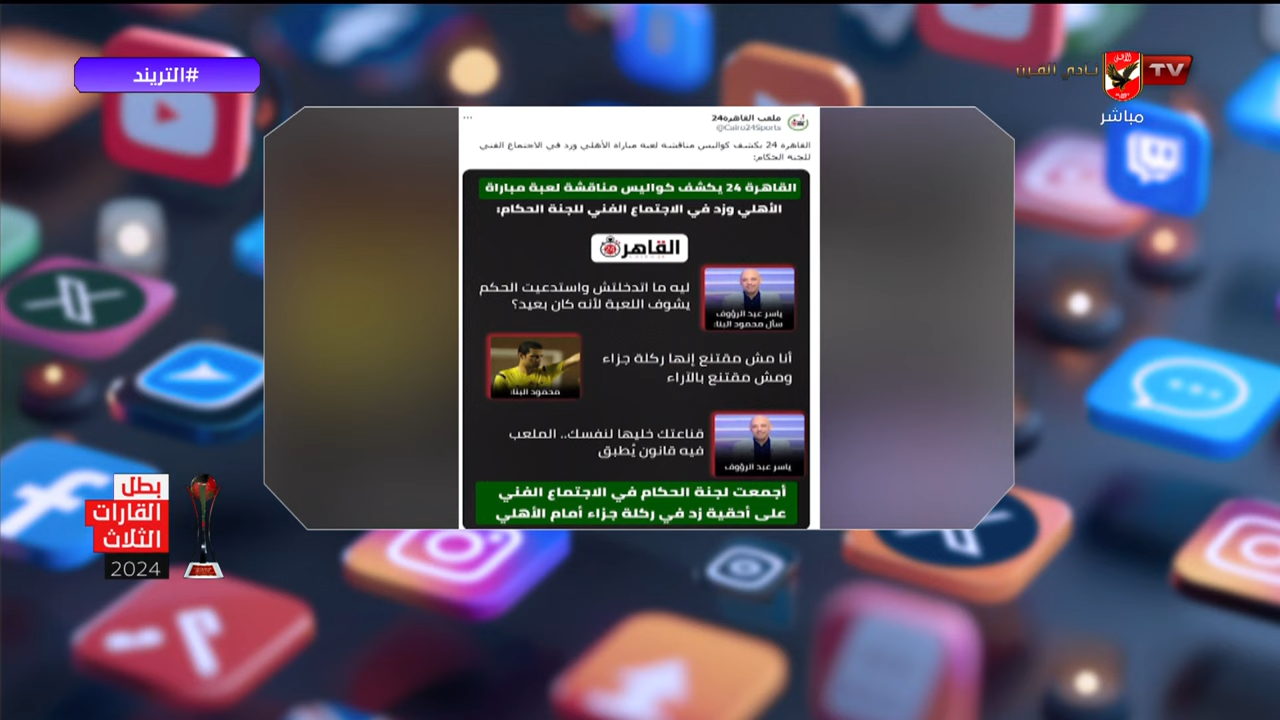 #التريند
نادي القرن
TV
مباشر
ملعب القاهرة24
@Cairo24Sports
القاهرة 24 يكشف كواليس مناقشة لعبة مباراة الأهلي وزد في الاجتماع الفني
للجنة الحكام:
القاهرة 24 يكشف كواليس مناقشة لعبة مباراة
الأهلي وزد في الاجتماع الفني للجنة الحكام:
القاهرة 24
ليه ما اتدخلتش واستدعيت الحكم
يشوف اللعبة لأنه كان بعيد؟
ياسر عبد الرؤوف
سأل محمود البنا:
أنا مش مقتنع إنها ركلة جزاء
ومش مقتنع بالآراء
محمود البنا:
قناعتك خليها لنفسك.. الملعب
فيه قانون يُطبق
ياسر عبد الرؤوف
أجمعت لجنة الحكام في الاجتماع الفني
على أحقية زد في ركلة جزاء أمام الأهلي
بطل
القارات
الثلاث
2024